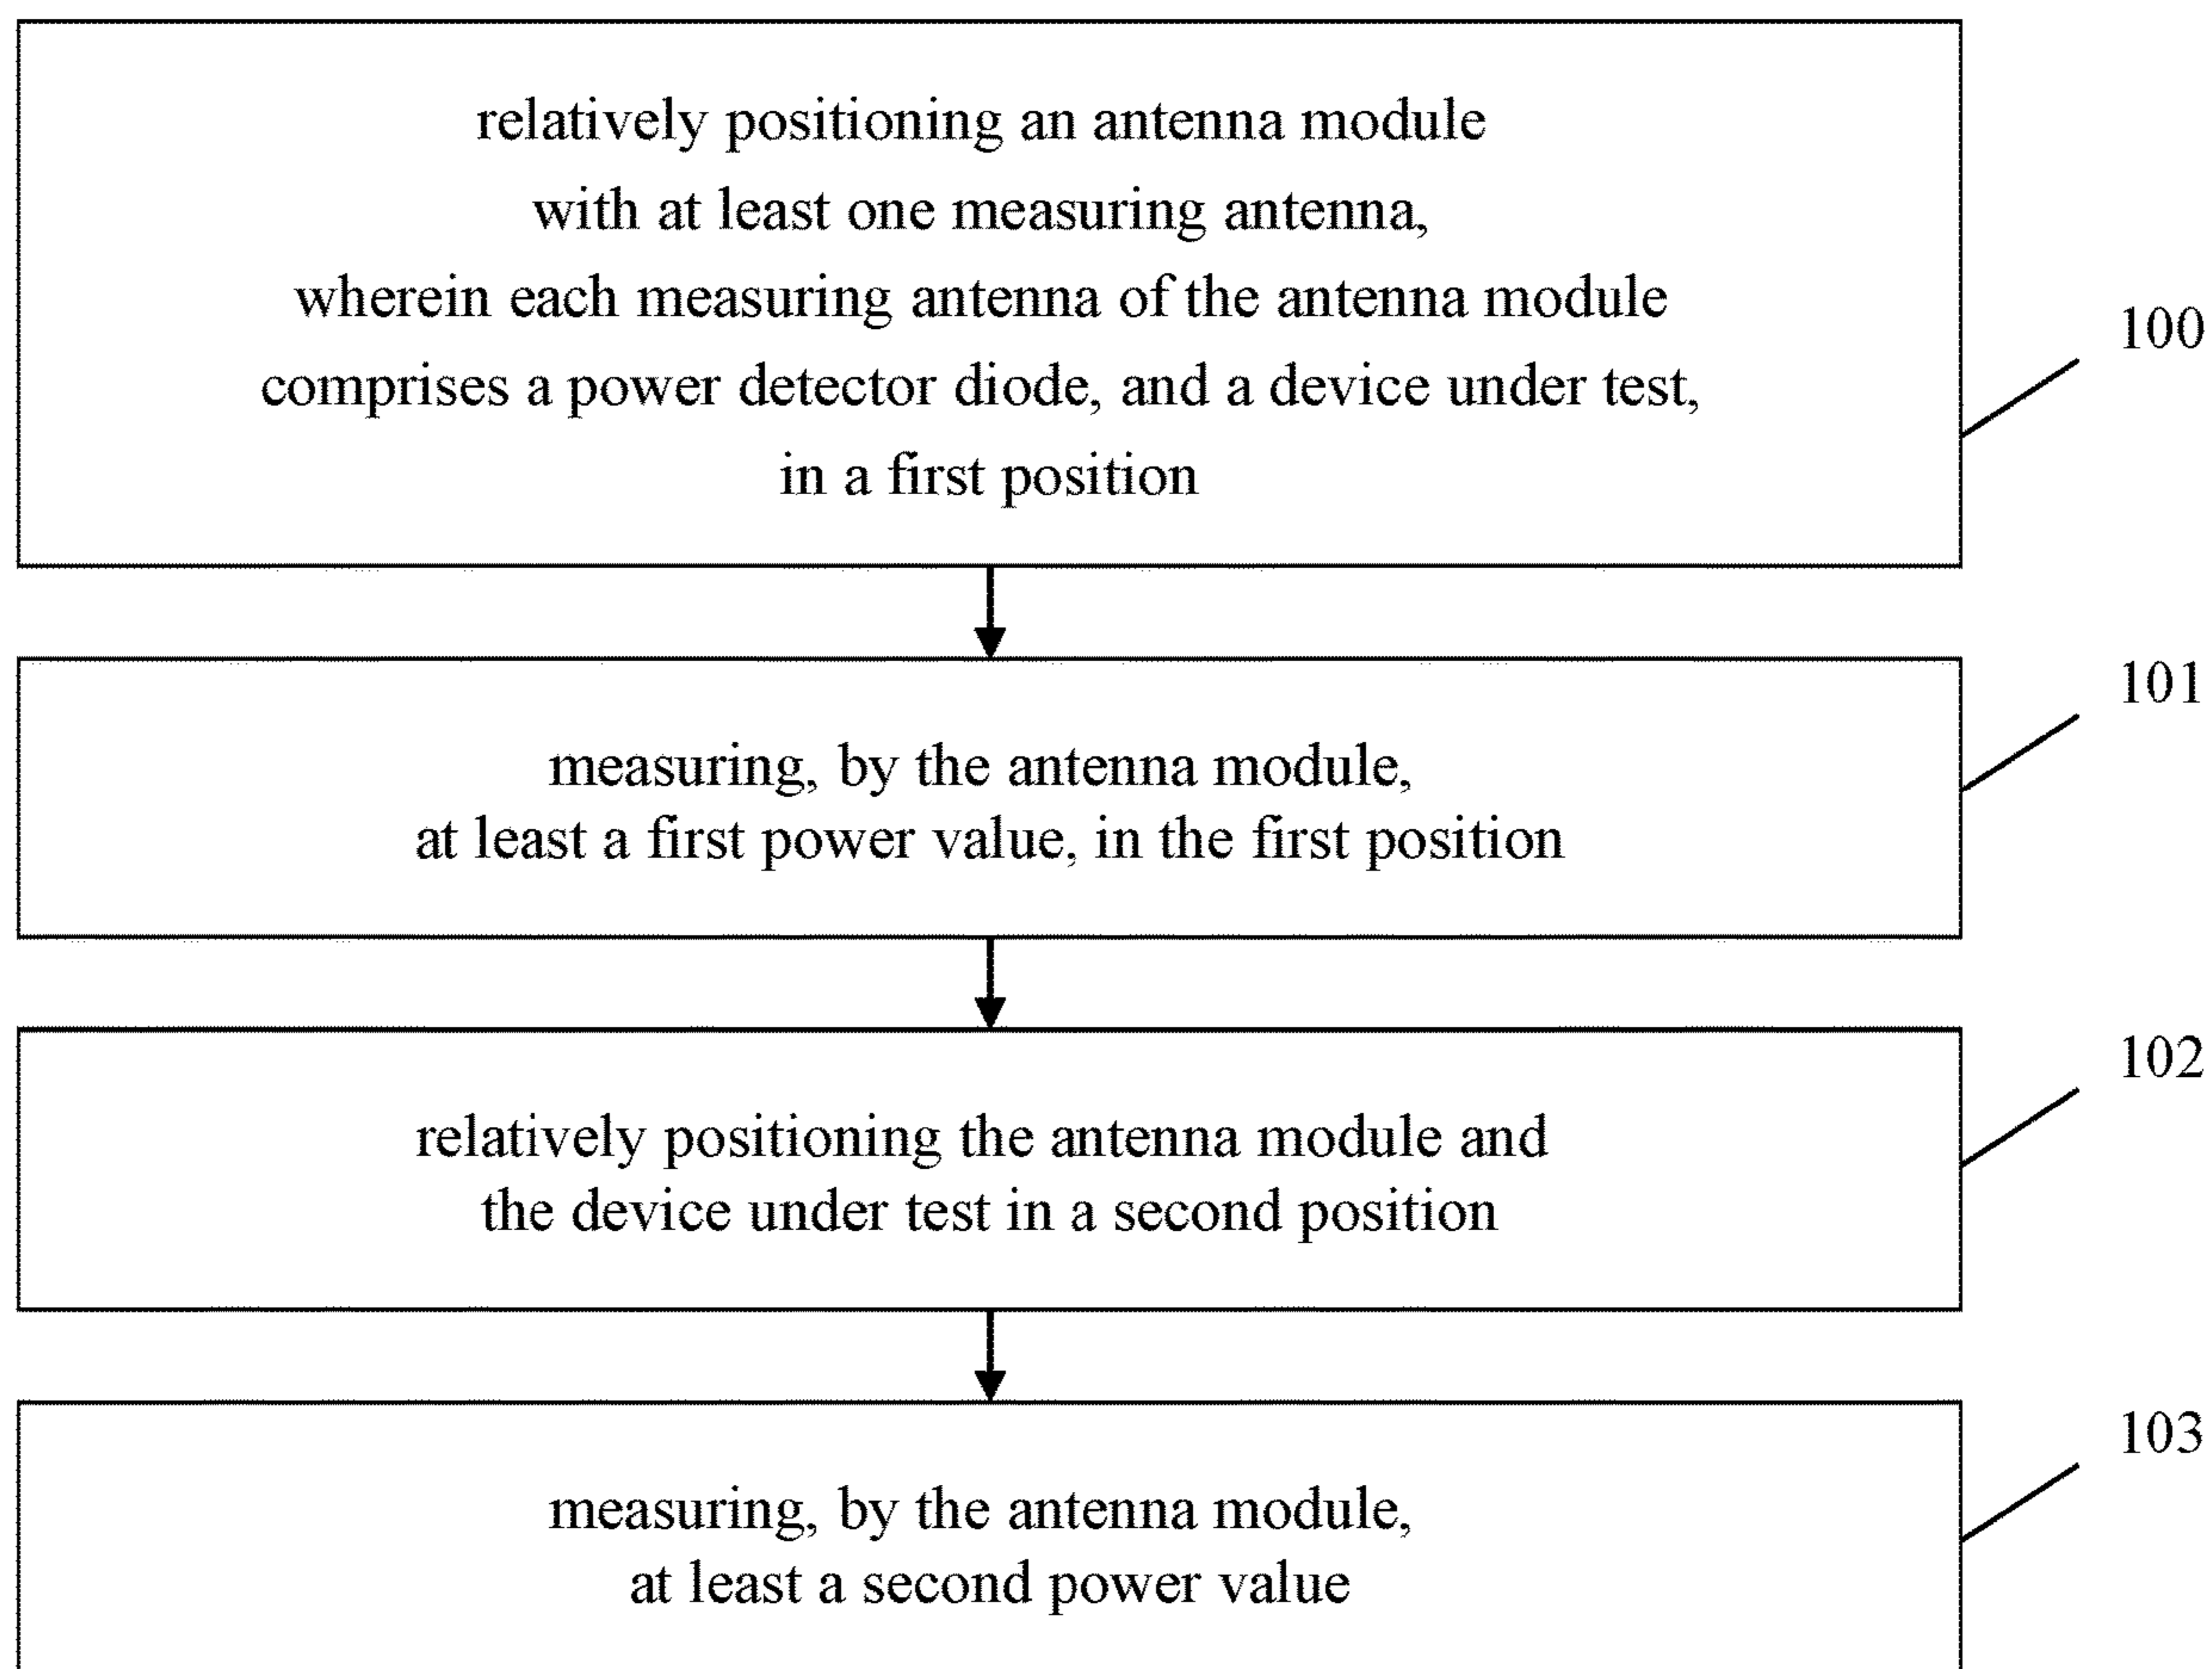 relatively positioning an antenna module
with at least one measuring antenna,
wherein each measuring antenna of the antenna module
comprises a power detector diode, and a device under test,
in a first position
100
measuring, by the antenna module,
at least a first power value, in the first position
101
relatively positioning the antenna module and
the device under test in a second position
102
measuring, by the antenna module,
at least a second power value
103